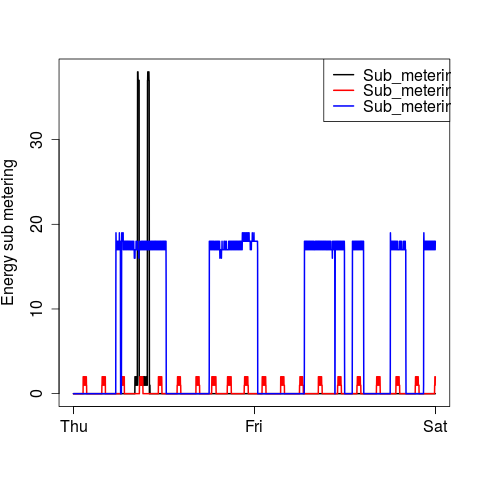 Sub_meterin
Sub_meterin
Sub_meterin
Energy sub metering
30
20
10
0
Thu
Fri
Sat